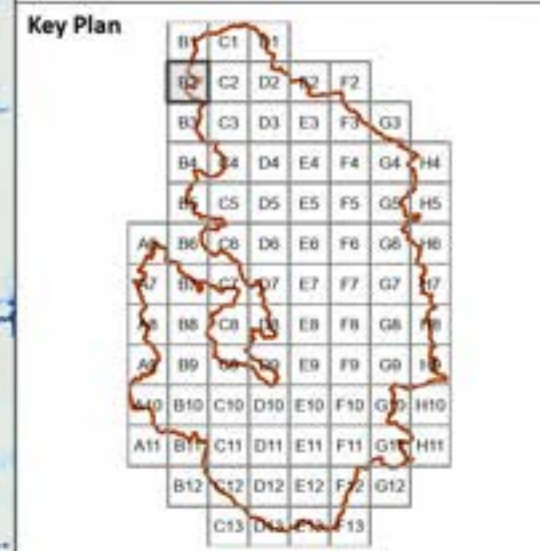 Key Plan
B1 C1 D1
B2 C2 D2 E2 F2
B3 C3 D3 E3 F3 G3
B4 C4 D4 E4 F4 G4 H4
B5 C5 D5 E5 F5 G5 H5
A6 B6 C6 D6 E6 F6 G6 H6
A7 B7 C7 D7 E7 F7 G7 H7
A8 B8 C8 D8 E8 F8 G8 H8
A9 B9 C9 D9 E9 F9 G9 H9
A10 B10 C10 D10 E10 F10 G10 H10
A11 B11 C11 D11 E11 F11 G11 H11
B12 C12 D12 E12 F12 G12
C13 D13 E13 F13